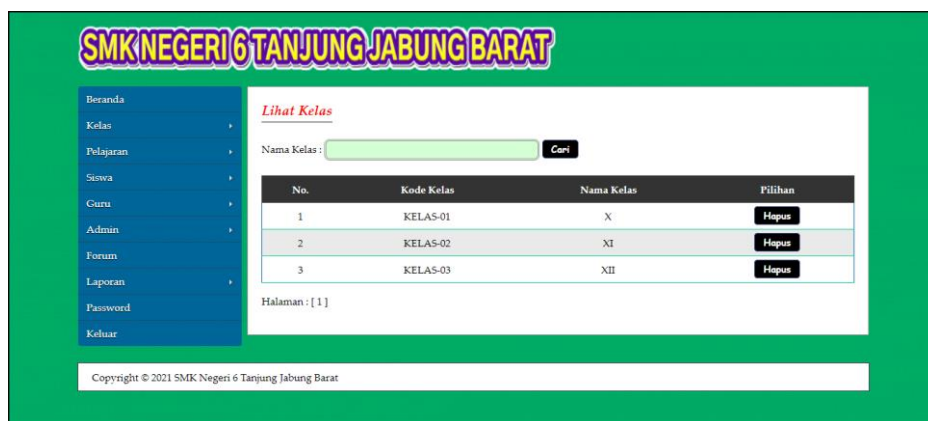 SMK NEGERI 6 TANJUNG JABUNG BARAT
Beranda
Kelas
Pelajaran
Siswa
Guru
Admin
Forum
Laporan
Password
Keluar
Lihat Kelas
Nama Kelas : Cari
No. Kode Kelas Nama Kelas Pilihan
1 KELAS-01 X Hapus
2 KELAS-02 XI Hapus
3 KELAS-03 XII Hapus
Halaman : [ 1 ]
Copyright © 2021 SMK Negeri 6 Tanjung Jabung Barat